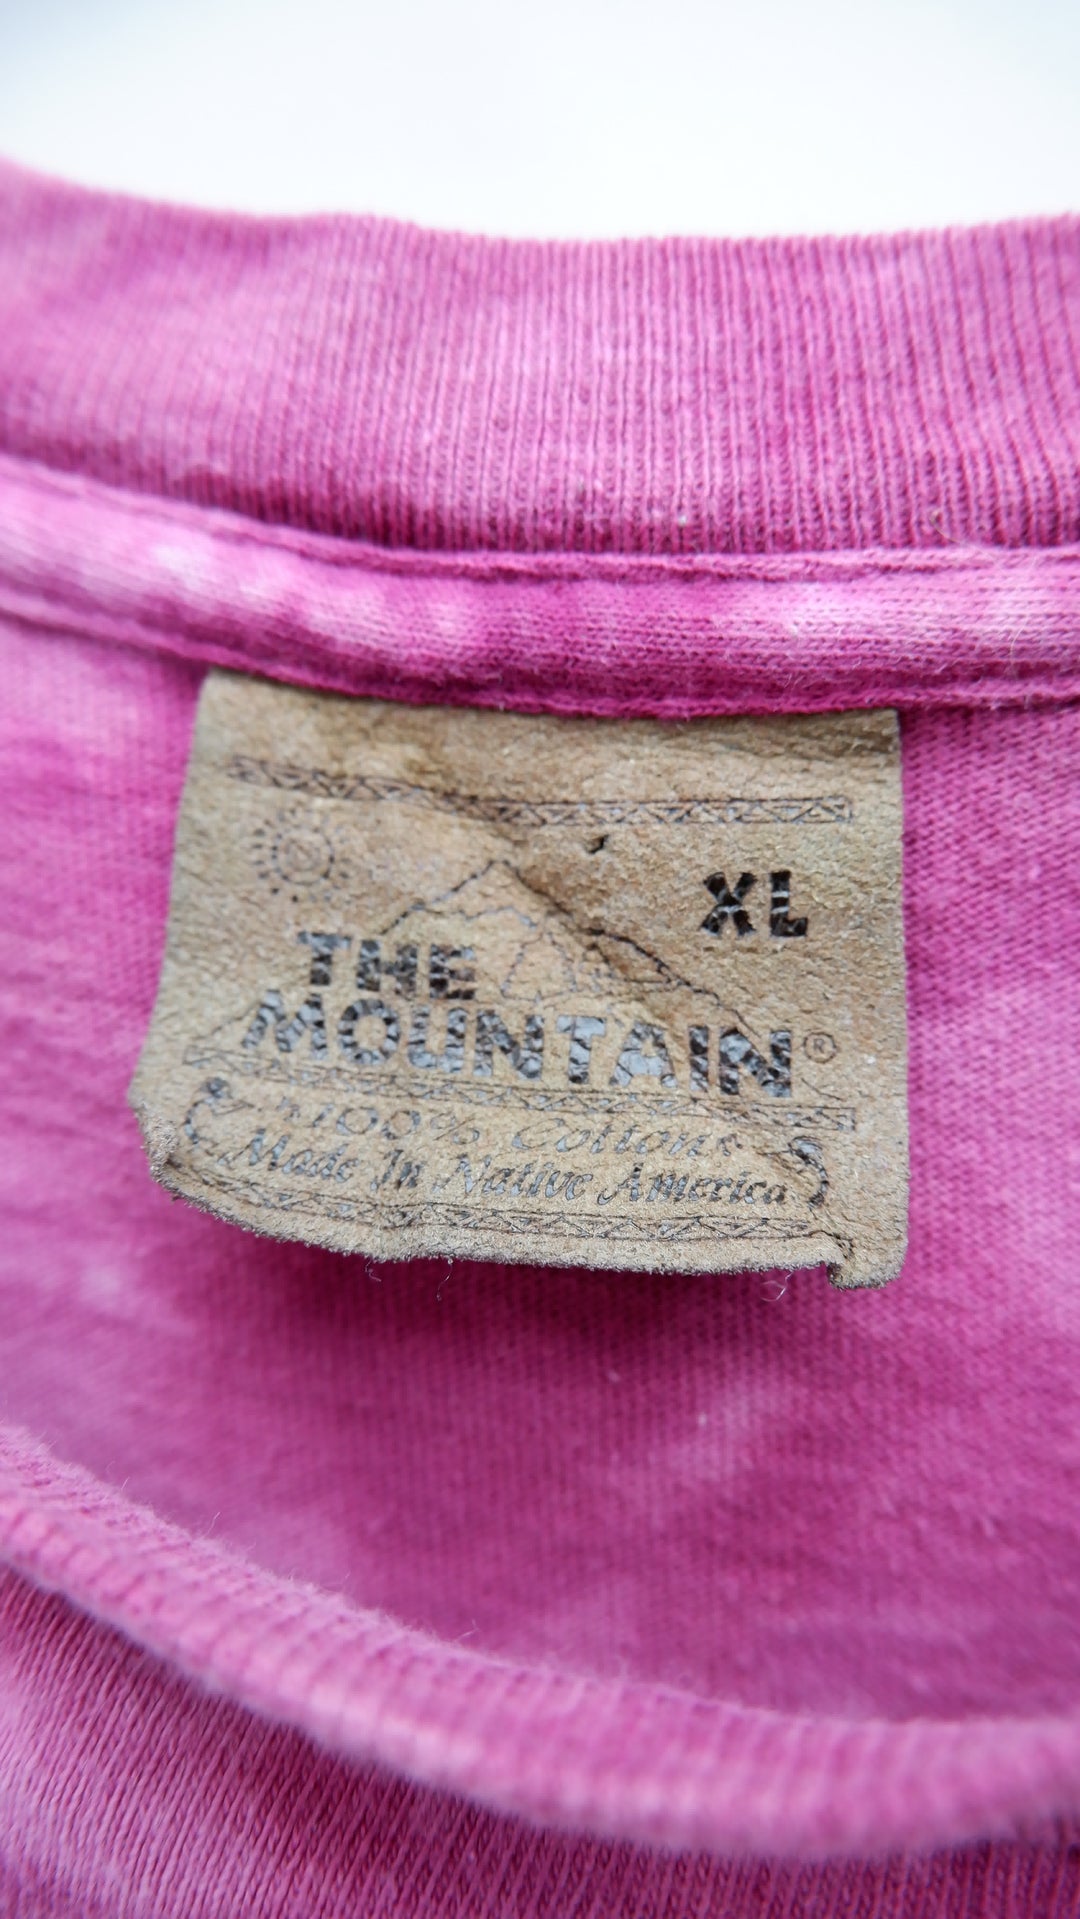 XL
THE
MOUNTAIN®
100% Cotton
Made In Native America